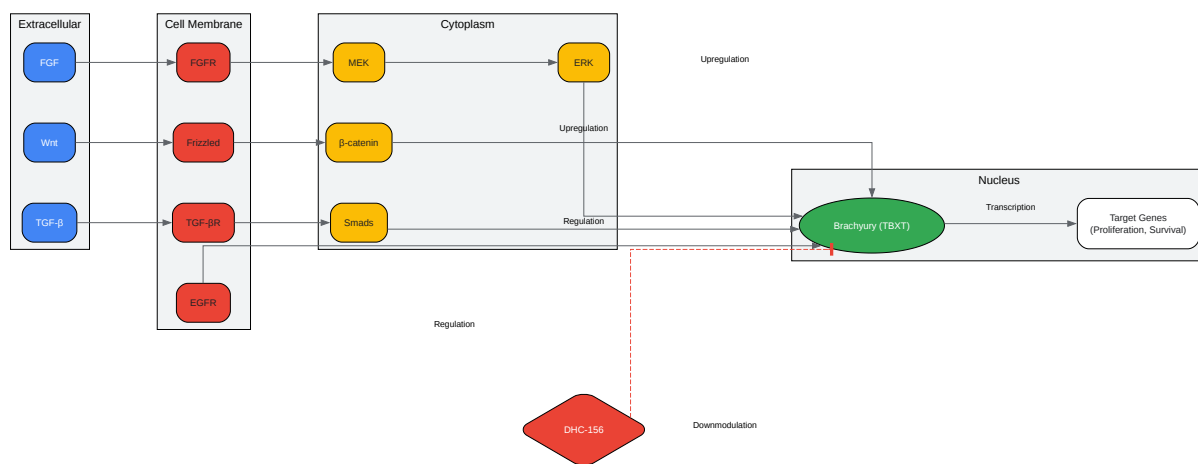 Extracellular
Cell Membrane
Cytoplasm
FGF
FGFR
MEK
ERK
Upregulation
Upregulation
Wnt
Frizzled
β-catenin
Nucleus
TGF-β
TGF-βR
Smads
Regulation
Brachyury (TBXT)
Transcription
Target Genes
(Proliferation, Survival)
EGFR
Regulation
DHC-156
Downmodulation